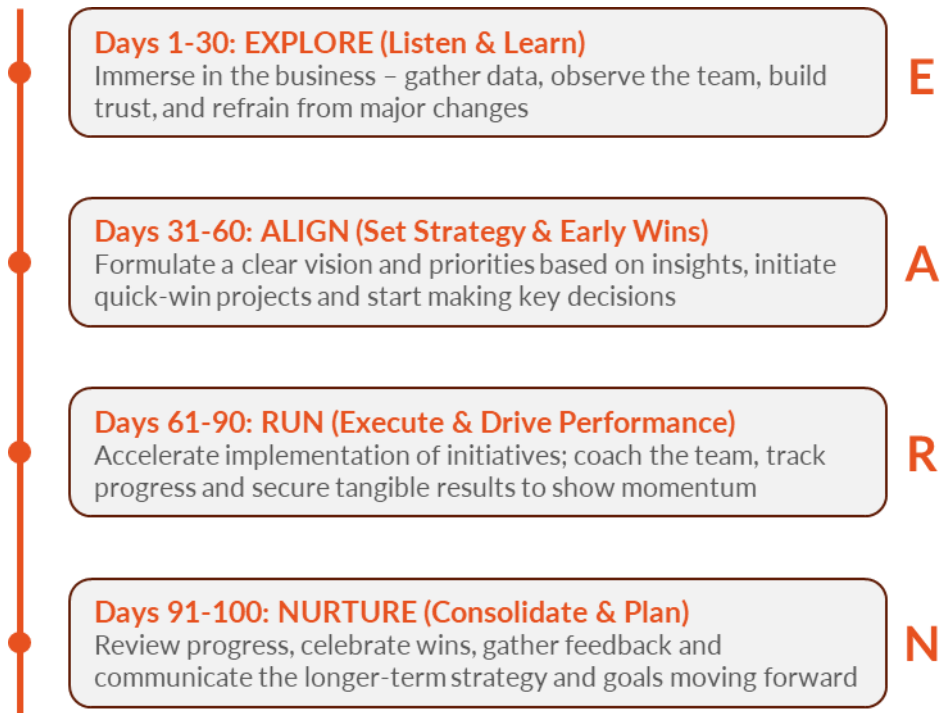 Days 1-30: EXPLORE (Listen & Learn)
Immerse in the business – gather data, observe the team, build
trust, and refrain from major changes
E
Days 31-60: ALIGN (Set Strategy & Early Wins)
Formulate a clear vision and priorities based on insights, initiate
quick-win projects and start making key decisions
A
Days 61-90: RUN (Execute & Drive Performance)
Accelerate implementation of initiatives; coach the team, track
progress and secure tangible results to show momentum
R
Days 91-100: NURTURE (Consolidate & Plan)
Review progress, celebrate wins, gather feedback and
communicate the longer-term strategy and goals moving forward
N